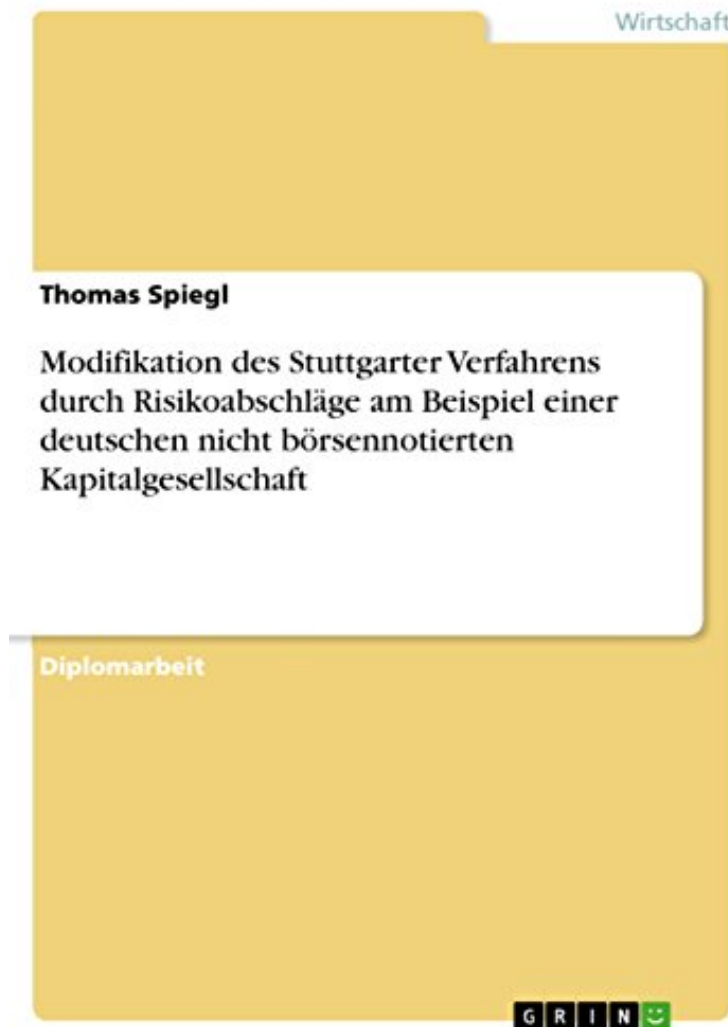 Wirtschaft
Thomas Spiegl
Modifikation des Stuttgarter Verfahrens
durch Risikoabschläge am Beispiel einer
deutschen nicht börsennotierten
Kapitalgesellschaft
Diplomarbeit
GRIN